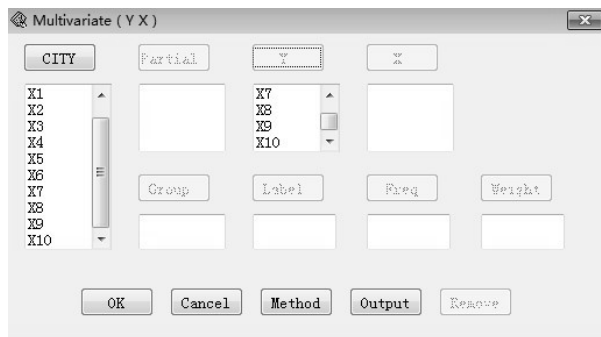 Multivariate ( Y X )
CITY
Partial
Y
X
X1
X2
X3
X4
X5
X6
X7
X8
X9
X10
X7
X8
X9
X10
Group
Label
Freq
Weight
OK
Cancel
Method
Output
Remove